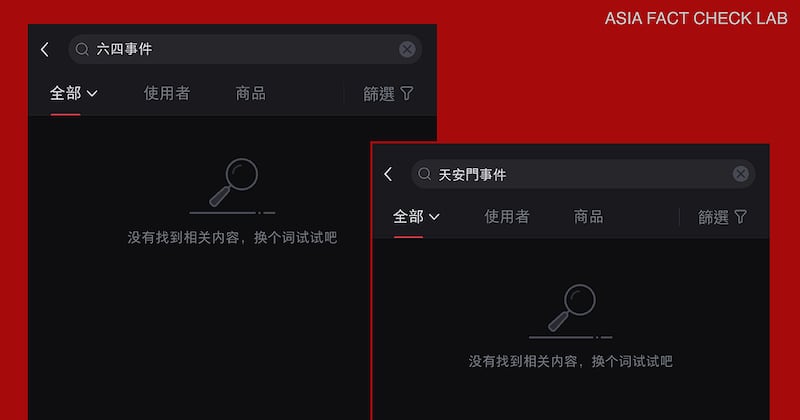 ASIA FACT CHECK LAB
六四事件
全部
使用者
商品
篩選
没有找到相关内容，换个词试试吧
天安門事件
全部
使用者
商品
篩選
没有找到相关内容，换个词试试吧